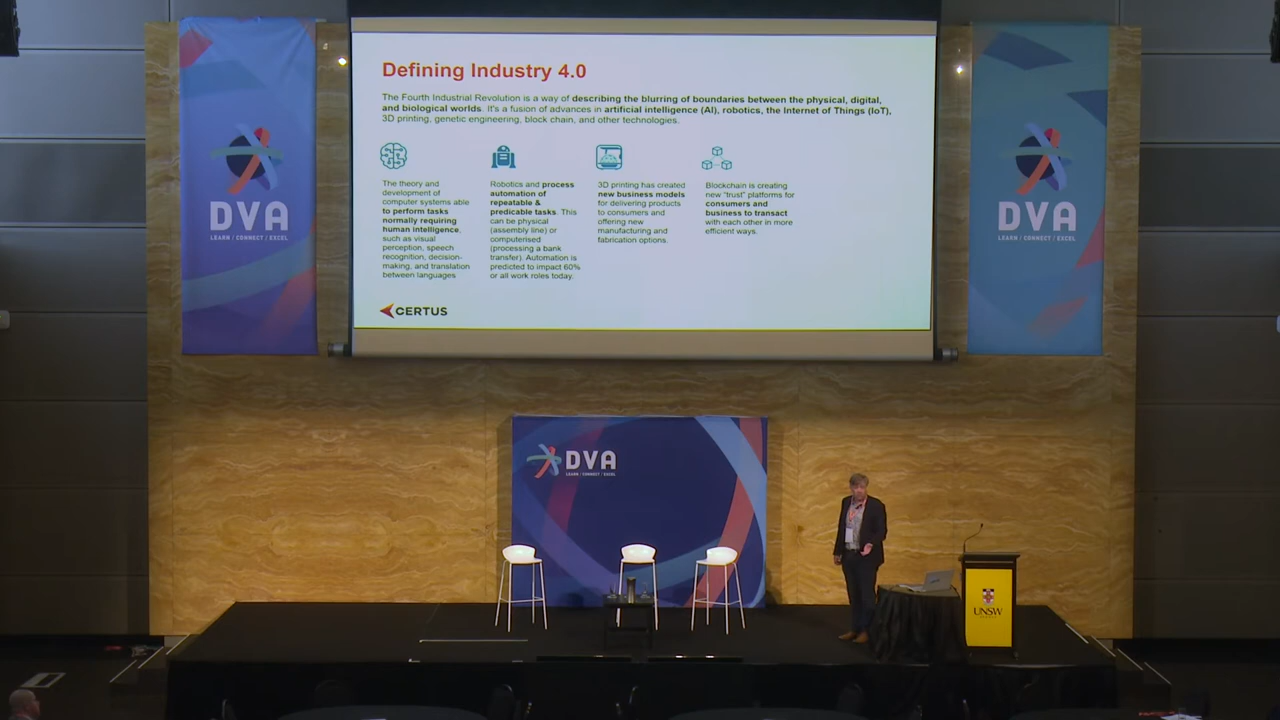 Defining Industry 4.0
The Fourth Industrial Revolution is a way of describing the blurring of boundaries between the physical, digital,
and biological worlds. It's a fusion of advances in artificial intelligence (AI), robotics, the Internet of Things (IoT),
3D printing, genetic engineering, block chain, and other technologies.
The theory and
development of
computer systems able
to perform tasks
normally requiring
human intelligence,
such as visual
perception, speech
recognition, decision-
making, and translation
between languages
Robotics and process
automation of
repeatable &
predicable tasks. This
can be physical
(assembly line) or
computerised
(processing a bank
transfer). Automation is
predicted to impact 60%
or all work roles today.
3D printing has created
new business models
for delivering products
to consumers and
offering new
manufacturing and
fabrication options.
Blockchain is creating
new "trust" platforms for
consumers and
business to transact
with each other in more
efficient ways.
CERTUS
DVA
LEARN / CONNECT / EXCEL
DVA
LEARN / CONNECT / EXCEL
DVA
LEARN / CONNECT / EXCEL
UNSW